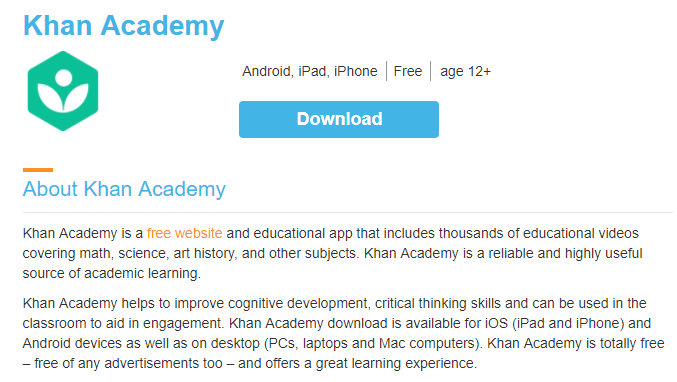 Khan Academy
Android, iPad, iPhone | Free | age 12+
Download
About Khan Academy
Khan Academy is a free website and educational app that includes thousands of educational videos
covering math, science, art history, and other subjects. Khan Academy is a reliable and highly useful
source of academic learning.
Khan Academy helps to improve cognitive development, critical thinking skills and can be used in the
classroom to aid in engagement. Khan Academy download is available for iOS (iPad and iPhone) and
Android devices as well as on desktop (PCs, laptops and Mac computers). Khan Academy is totally free
– free of any advertisements too – and offers a great learning experience.